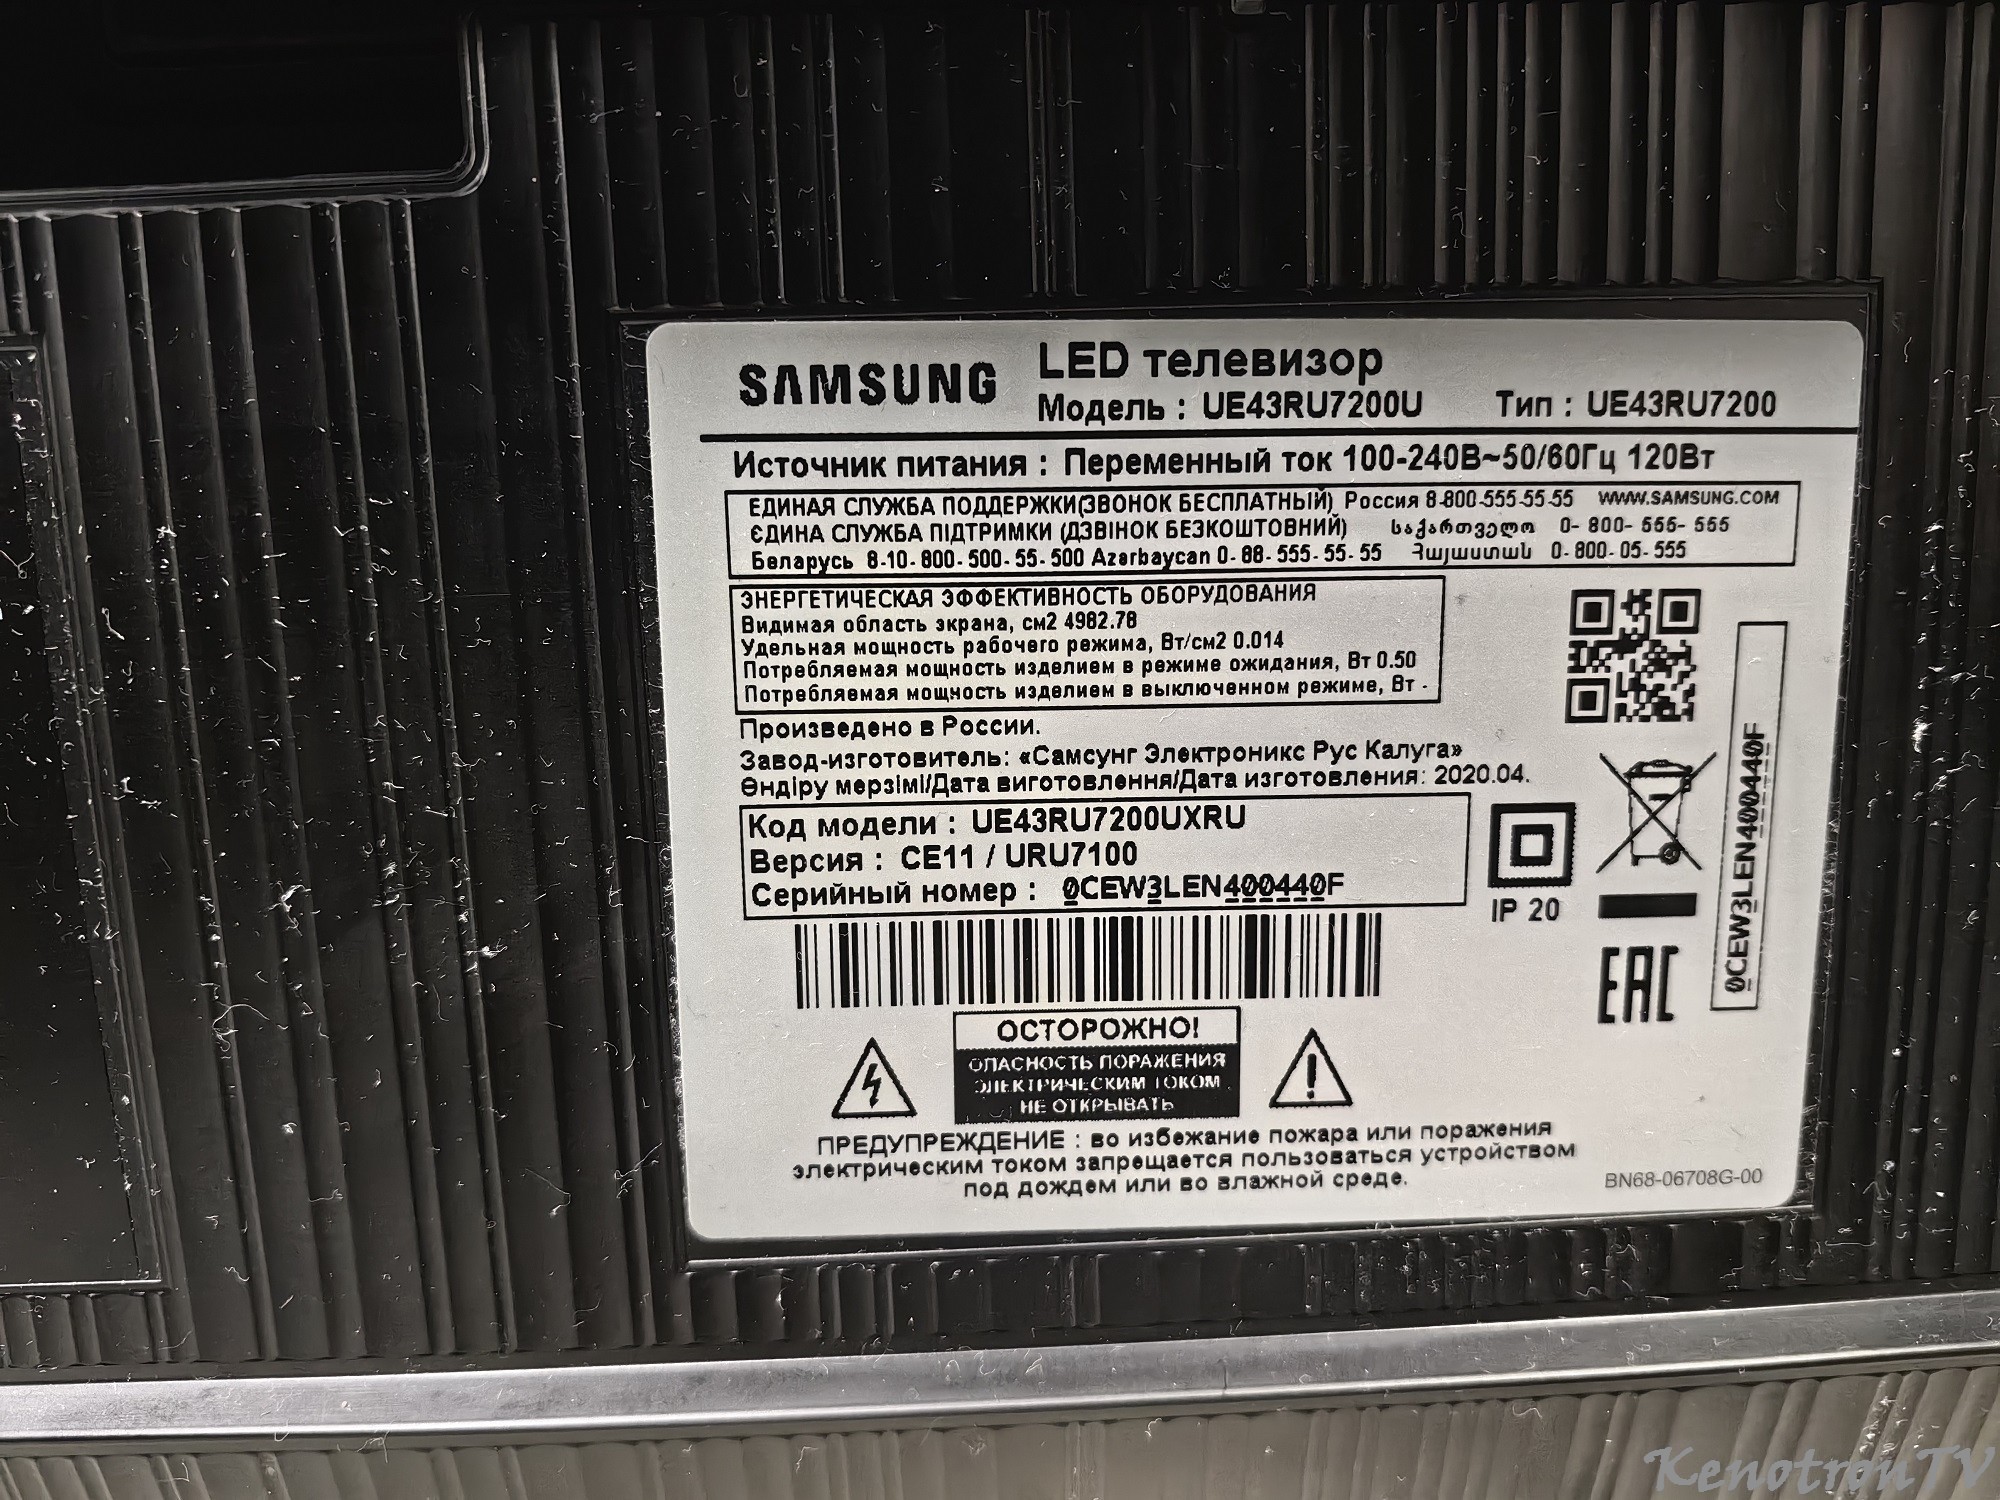 SAMSUNG
LED телевизор
Модель : UE43RU7200U Тип : UE43RU7200
Источник питания : Переменный ток 100-240В~50/60Гц 120Вт
ЕДИНАЯ СЛУЖБА ПОДДЕРЖКИ(ЗВОНОК БЕСПЛАТНЫЙ) Россия 8-800-555-55-55 WWW.SAMSUNG.COM
ЄДИНА СЛУЖБА ПІДТРИМКИ (ДЗВІНОК БЕЗКОШТОВНИЙ) საქართველო 0- 800- 555- 555
Беларусь 8-10- 800- 500- 55- 500 Azərbaycan 0- 88- 555- 55- 55 Հայաստան 0-800- 05- 555
ЭНЕРГЕТИЧЕСКАЯ ЭФФЕКТИВНОСТЬ ОБОРУДОВАНИЯ
Видимая область экрана, см2 4982.78
Удельная мощность рабочего режима, Вт/см2 0.014
Потребляемая мощность изделием в режиме ожидания, Вт 0.50
Потребляемая мощность изделием в выключенном режиме, Вт -
Произведено в России.
Завод-изготовитель: «Самсунг Электроникс Рус Калуга»
Өндіру мерзімі/Дата виготовлення/Дата изготовления: 2020.04.
Код модели : UE43RU7200UXRU
Версия : CE11 / URU7100
Серийный номер : 0CEW3LEN400440F
0CEW3LEN400440F
IP 20
EAC
ОСТОРОЖНО!
ОПАСНОСТЬ ПОРАЖЕНИЯ
ЭЛЕКТРИЧЕСКИМ ТОКОМ
НЕ ОТКРЫВАТЬ
ПРЕДУПРЕЖДЕНИЕ : во избежание пожара или поражения
электрическим током запрещается пользоваться устройством
под дождем или во влажной среде.
BN68-06708G-00
KenotronTV